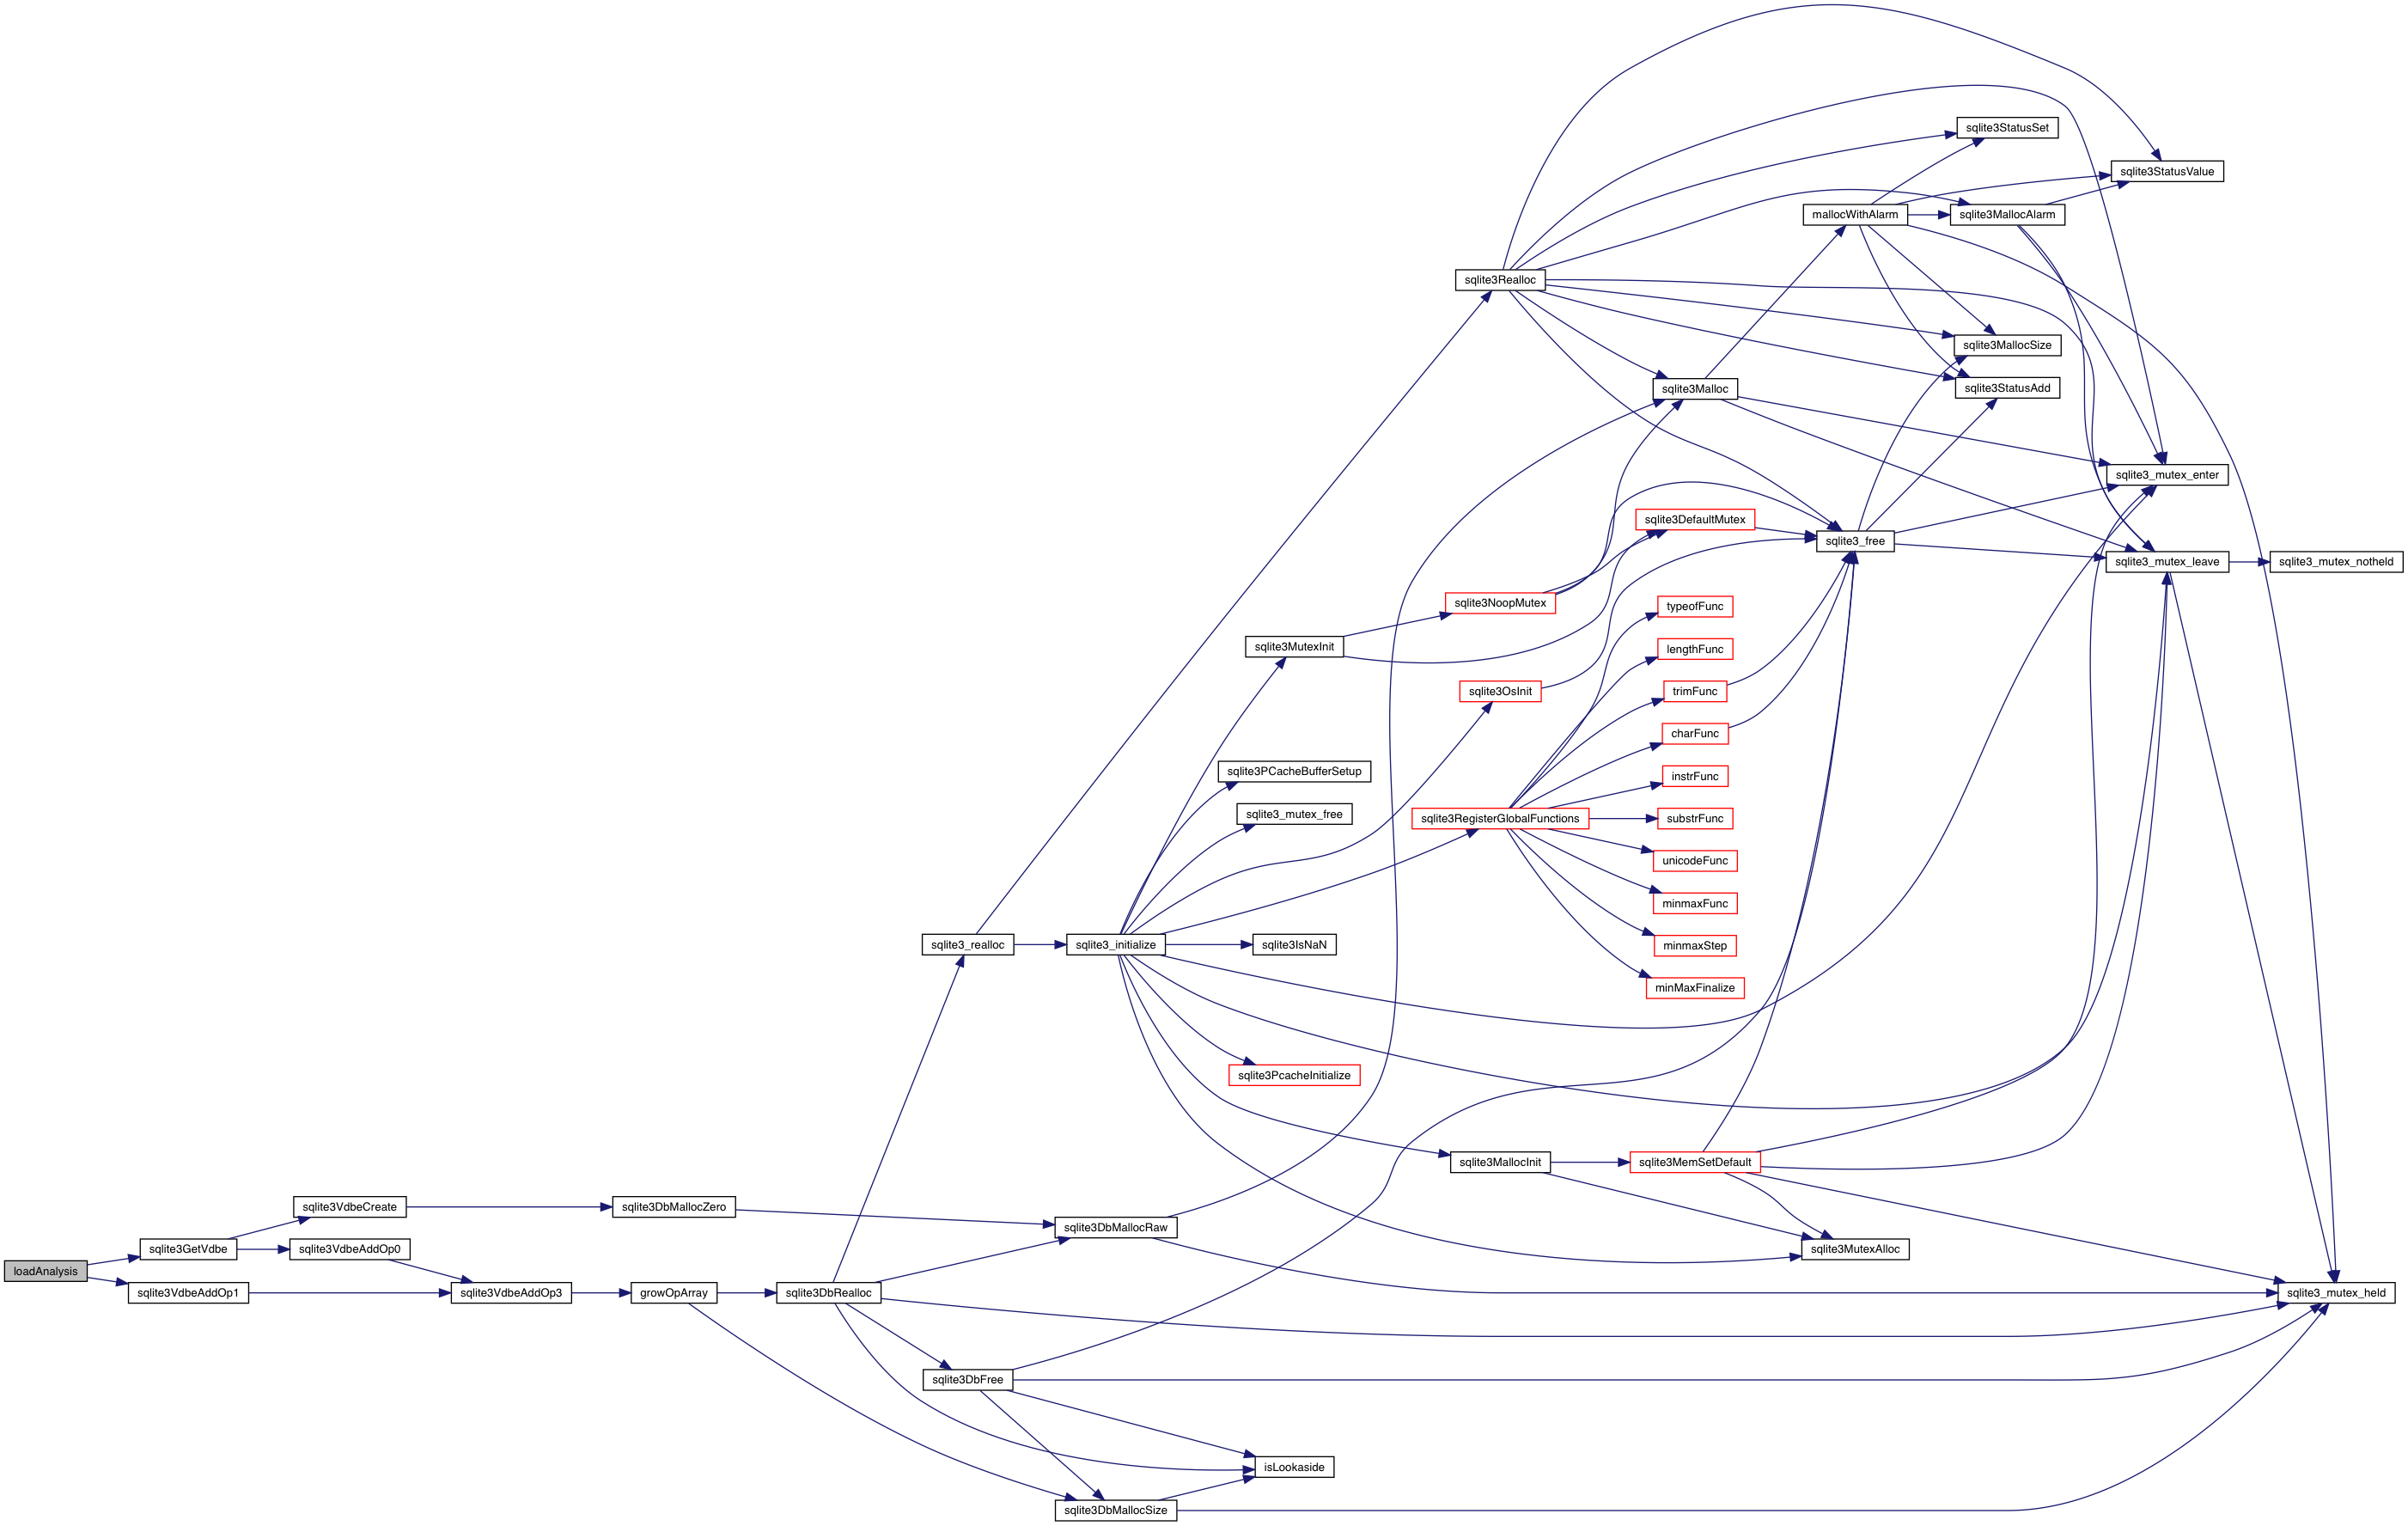 sqlite3StatusSet
sqlite3StatusValue
mallocWithAlarm
sqlite3MallocAlarm
sqlite3Realloc
sqlite3MallocSize
sqlite3Malloc
sqlite3StatusAdd
sqlite3_mutex_enter
sqlite3DefaultMutex
sqlite3_free
sqlite3_mutex_leave
sqlite3_mutex_notheld
sqlite3NoopMutex
typeofFunc
sqlite3MutexInit
lengthFunc
sqlite3OsInit
trimFunc
charFunc
sqlite3PCacheBufferSetup
instrFunc
sqlite3_mutex_free
sqlite3RegisterGlobalFunctions
substrFunc
unicodeFunc
minmaxFunc
sqlite3_realloc
sqlite3_initialize
sqlite3IsNaN
minmaxStep
minMaxFinalize
sqlite3PcacheInitialize
sqlite3MallocInit
sqlite3MemSetDefault
sqlite3VdbeCreate
sqlite3DbMallocZero
sqlite3DbMallocRaw
sqlite3GetVdbe
sqlite3VdbeAddOp0
sqlite3MutexAlloc
loadAnalysis
sqlite3VdbeAddOp1
sqlite3VdbeAddOp3
growOpArray
sqlite3DbRealloc
sqlite3_mutex_held
sqlite3DbFree
isLookaside
sqlite3DbMallocSize